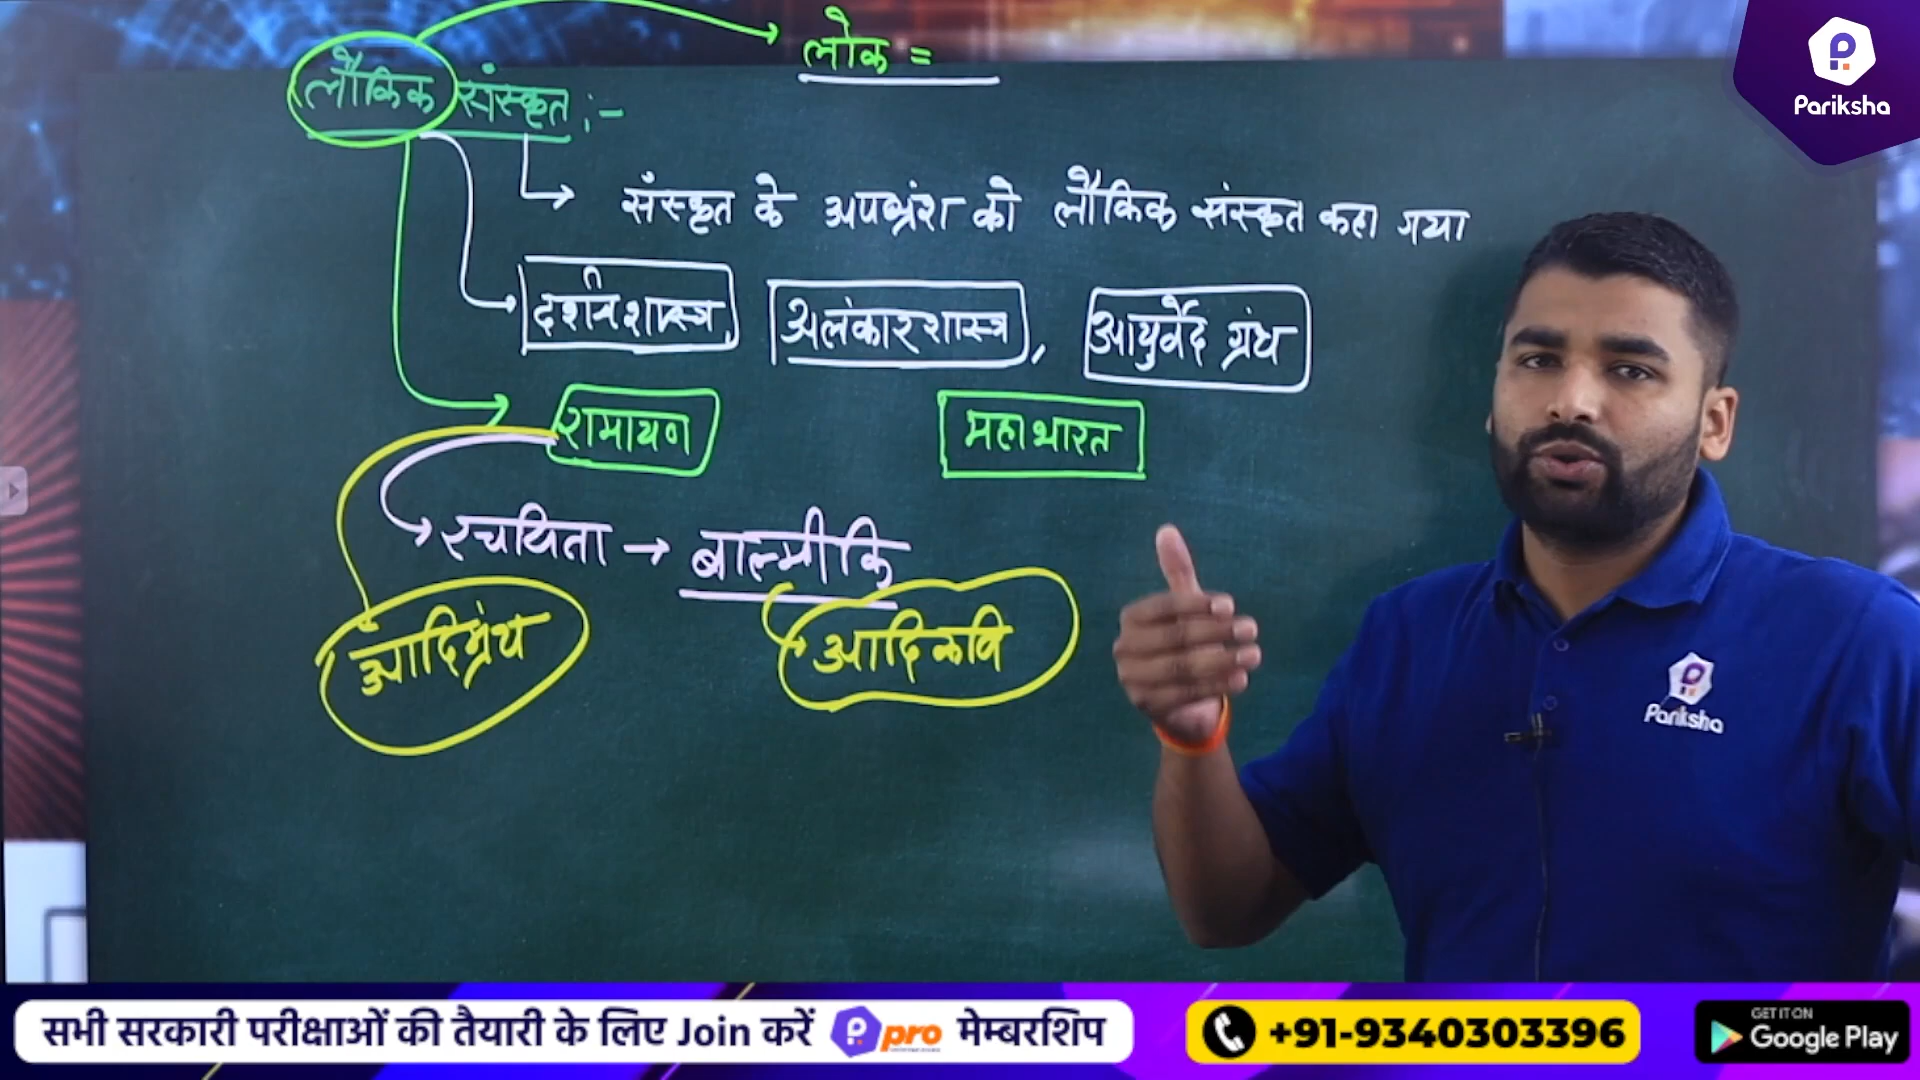 लोक =
लौकिक संस्कृत :-
संस्कृत के अपभ्रंश को लौकिक संस्कृत कहा गया
दर्शनशास्त्र, अलंकारशास्त्र, आयुर्वेद ग्रंथ
रामायण महाभारत
रचयिता → बाल्मीकि
आदिग्रंथ आदिकवि
Pariksha
Pariksha
सभी सरकारी परीक्षाओं की तैयारी के लिए Join करें pro मेम्बरशिप
+91-9340303396
GET IT ON
Google Play